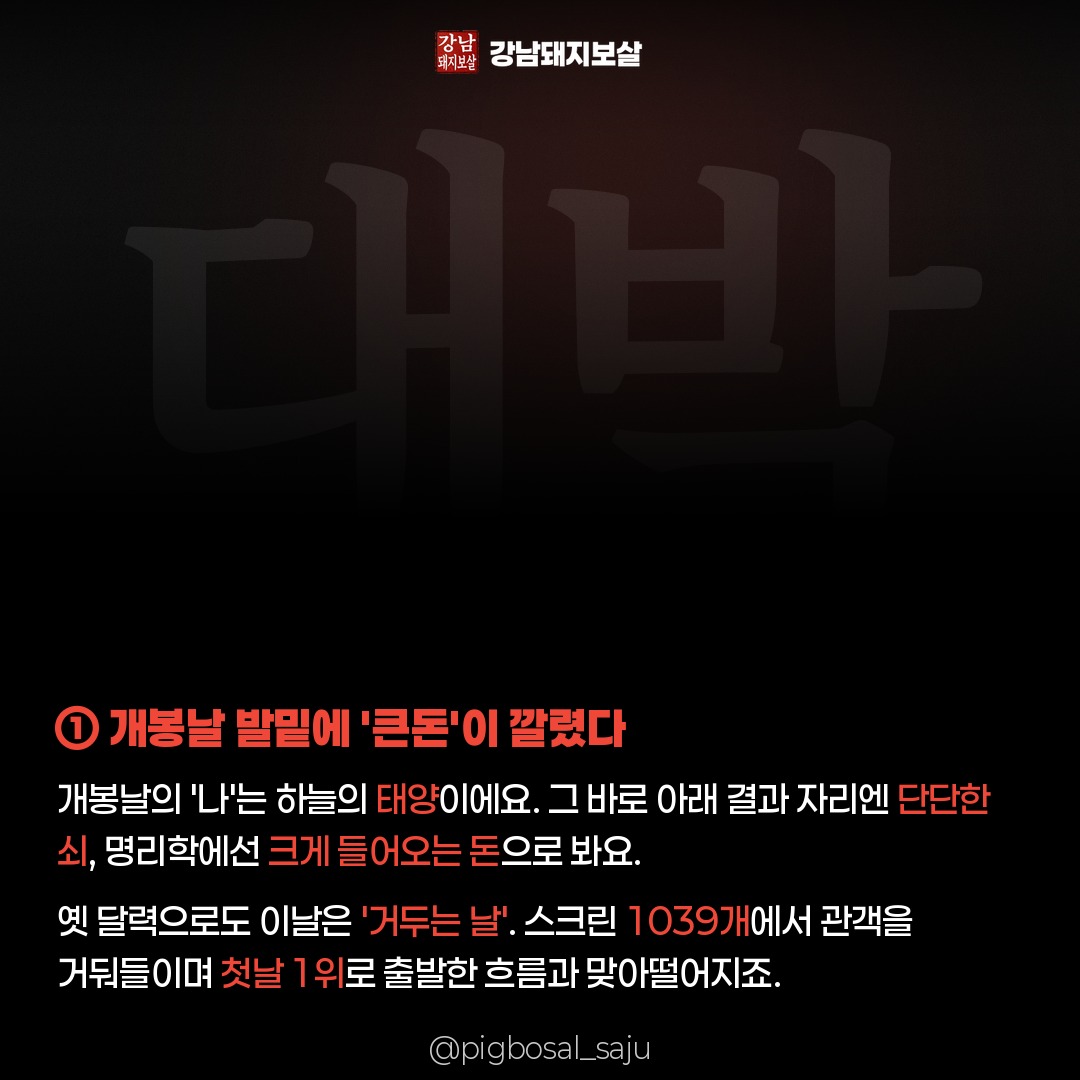 강남
돼지보살
강남돼지보살
대박
① 개봉날 발밑에 '큰돈'이 깔렸다
개봉날의 '나'는 하늘의 태양이에요. 그 바로 아래 결과 자리엔 단단한
쇠, 명리학에선 크게 들어오는 돈으로 봐요.
옛 달력으로도 이날은 '거두는 날'. 스크린 1039개에서 관객을
거둬들이며 첫날 1위로 출발한 흐름과 맞아떨어지죠.
@pigbosal_saju